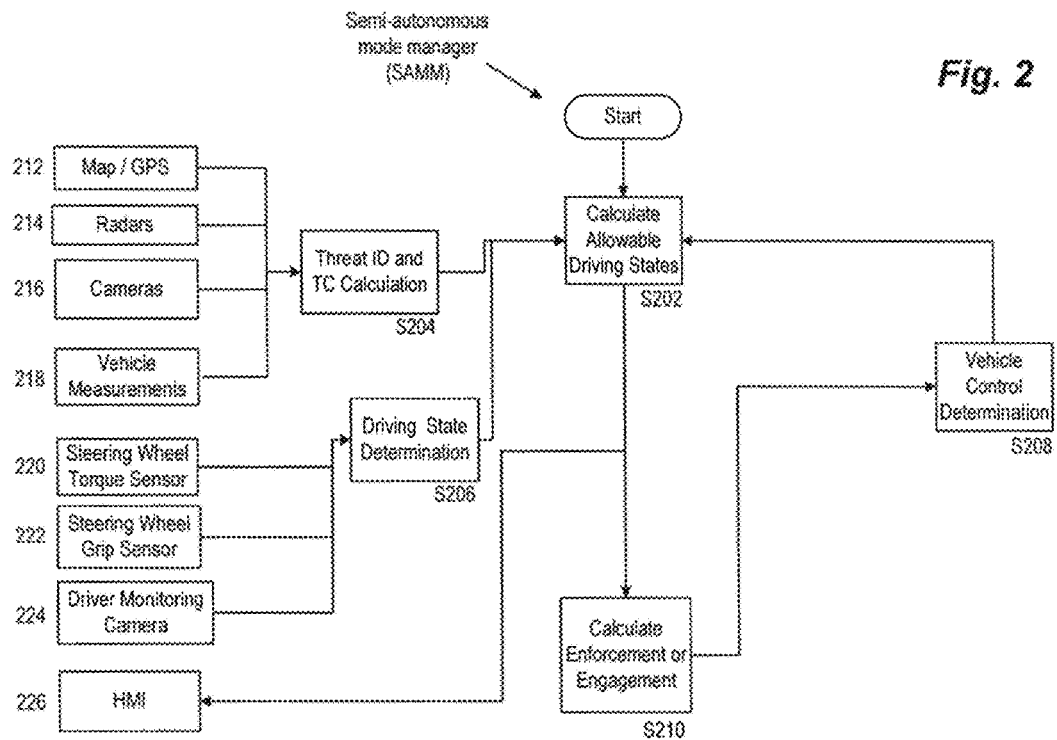 Semi-autonomous
mode manager
(SAMM)
Fig. 2
Start
212
Map / GPS
214
Radars
216
Cameras
218
Vehicle
Measurements
Threat ID and
TC Calculation
S204
Calculate
Allowable
Driving States
S202
Vehicle
Control
Determination
S208
220
Steering Wheel
Torque Sensor
Driving State
Determination
S206
222
Steering Wheel
Grip Sensor
224
Driver Monitoring
Camera
226
HMI
Calculate
Enforcement or
Engagement
S210